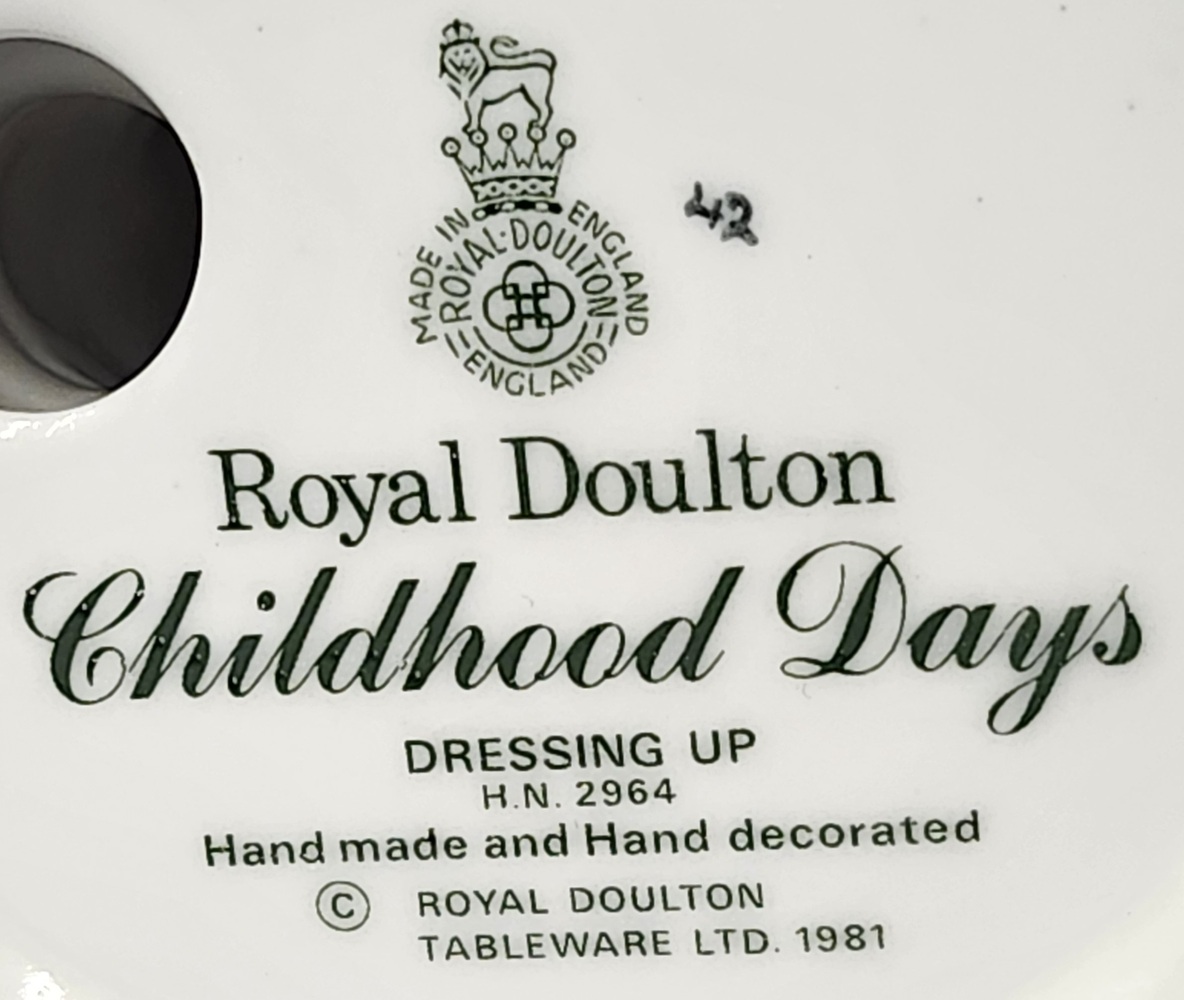 MADE IN ENGLAND
ROYAL·DOULTON
ENGLAND
42
Royal Doulton
Childhood Days
DRESSING UP
H.N. 2964
Hand made and Hand decorated
© ROYAL DOULTON
TABLEWARE LTD. 1981